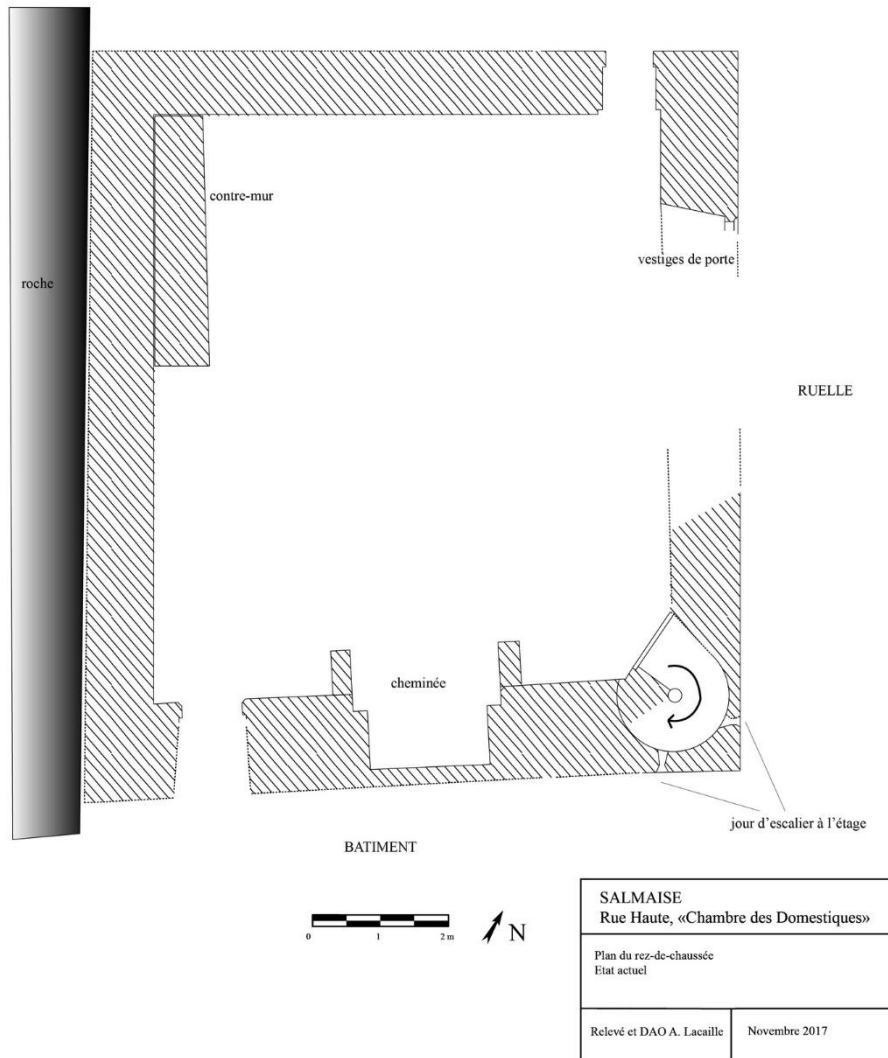 contre-mur
vestiges de porte
roche
RUELLE
cheminée
jour d'escalier à l'étage
BATIMENT
0 1 2 m
N
SALMAISE
Rue Haute, «Chambre des Domestiques»
Plan du rez-de-chaussée
Etat actuel
Relevé et DAO A. Lacaille
Novembre 2017